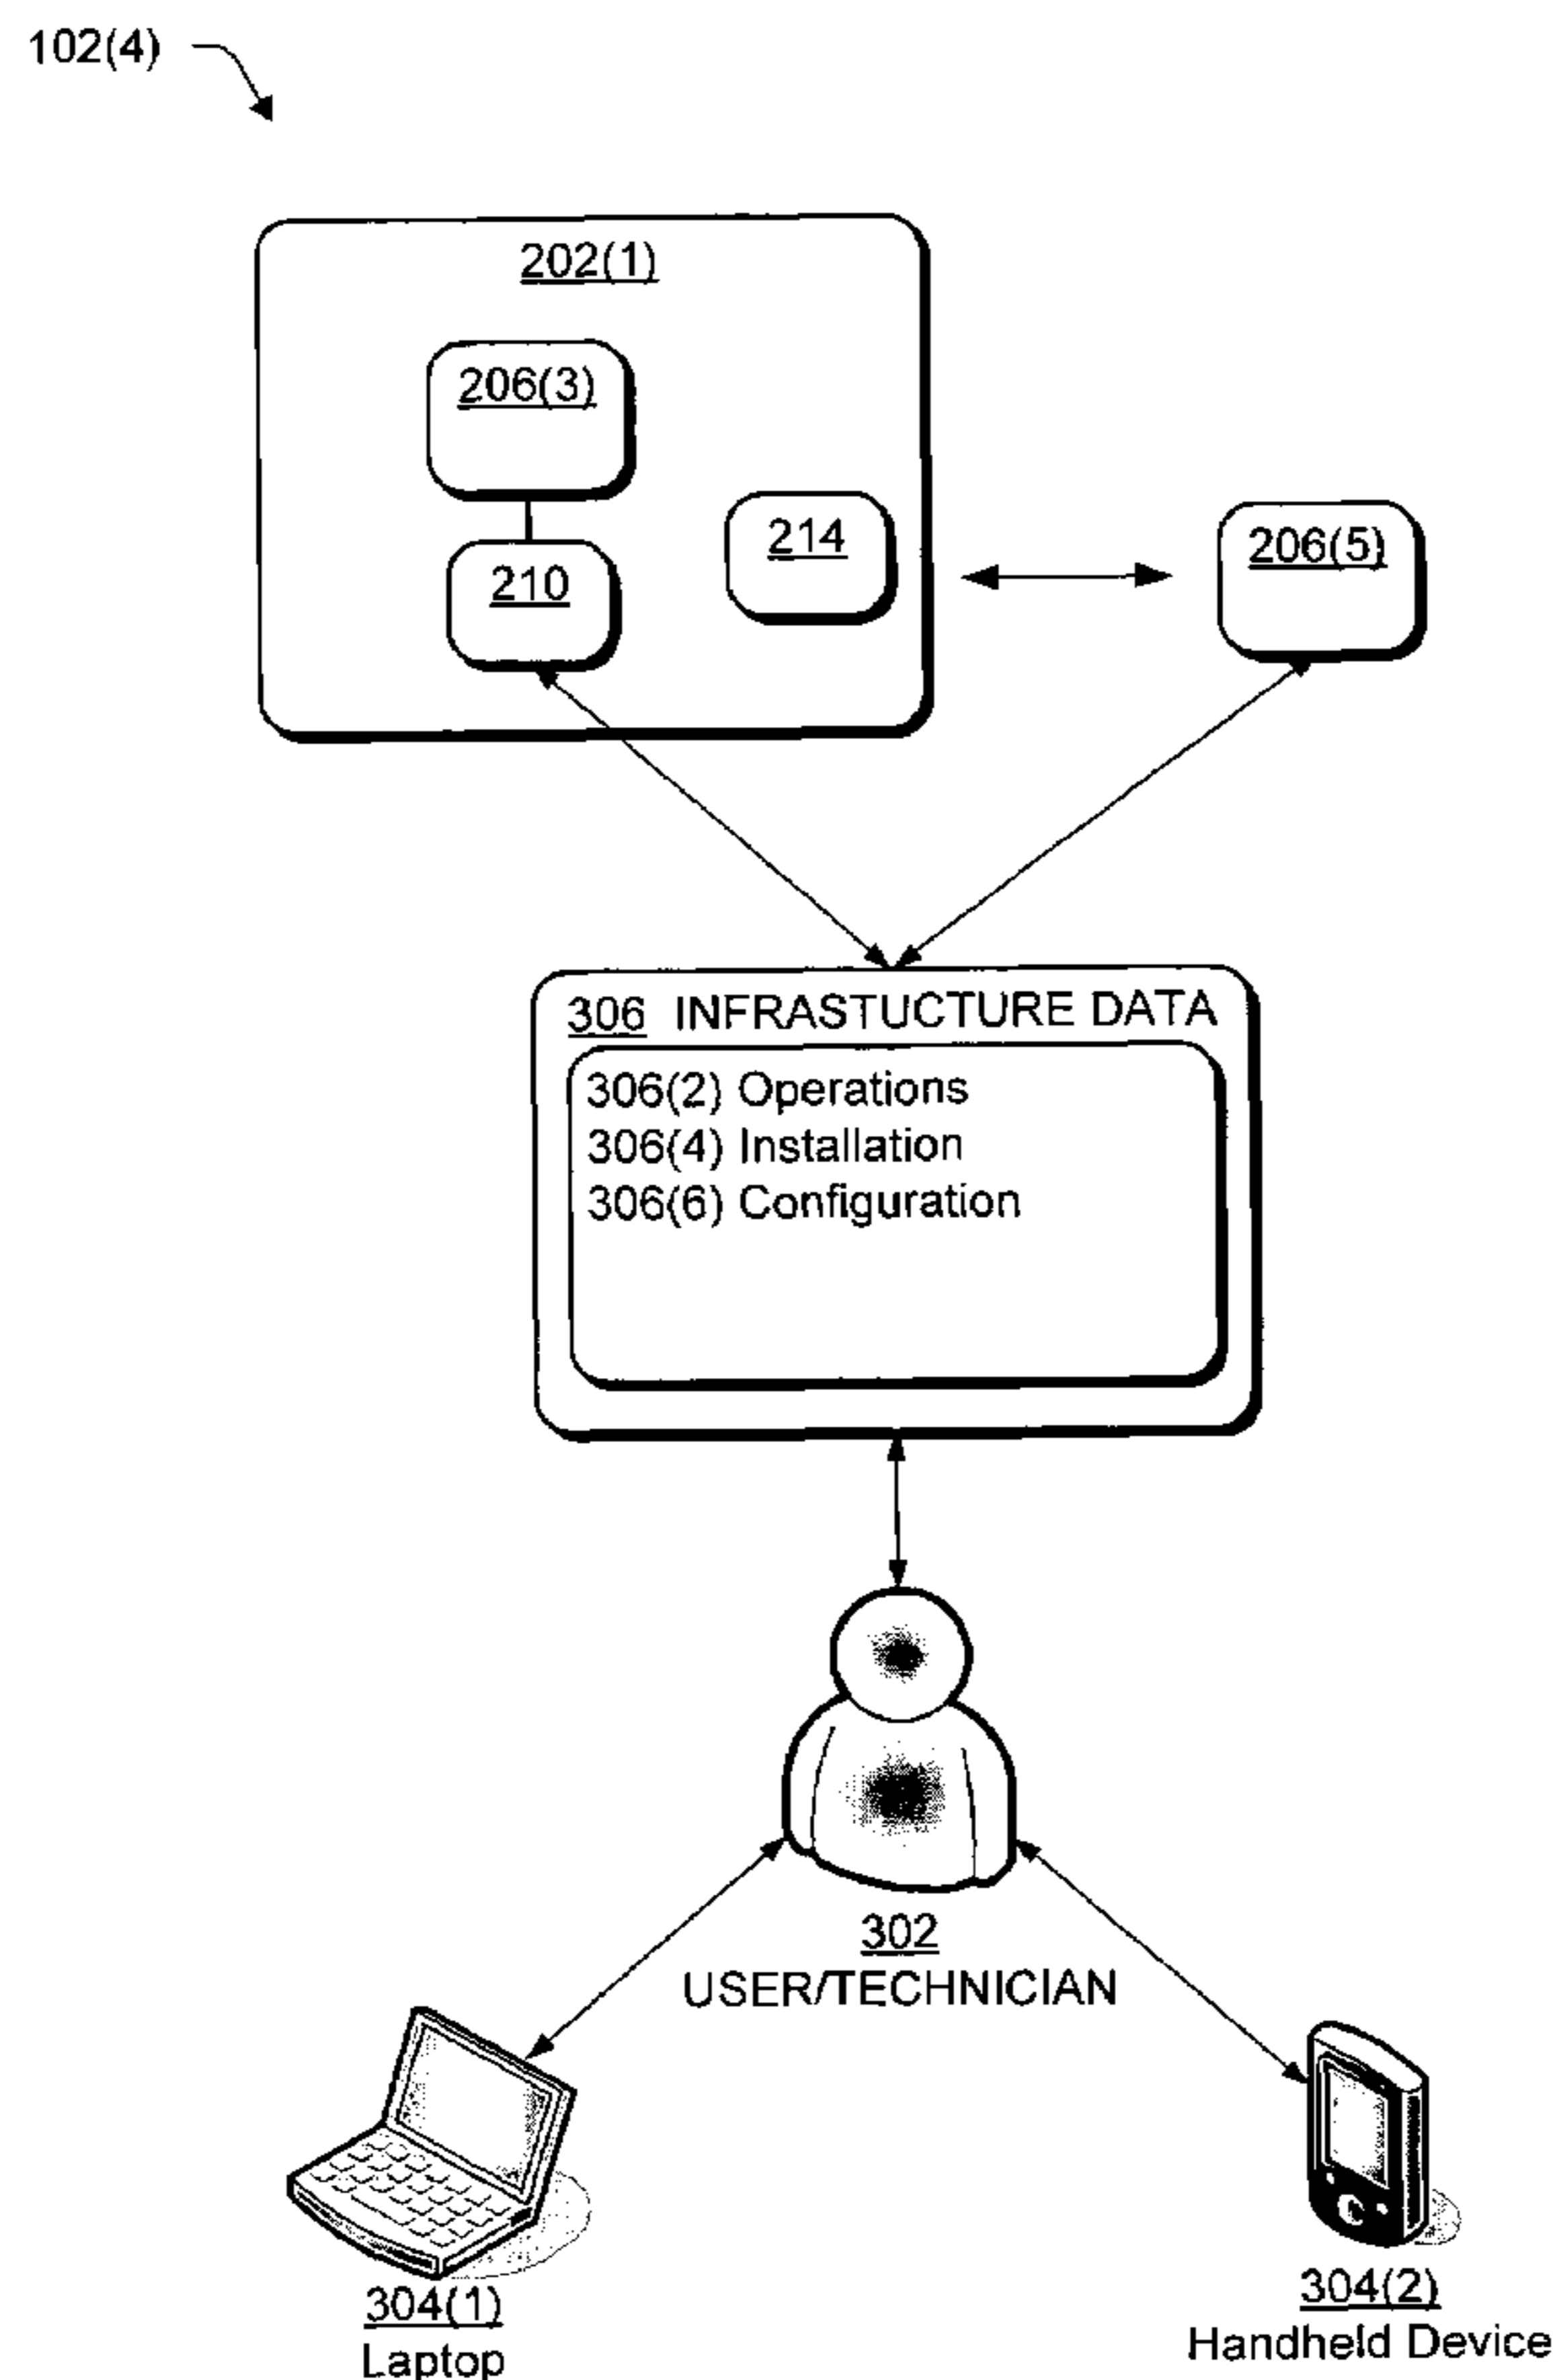 102(4)
202(1)
206(3)
214
206(5)
210
306 INFRASTUCTURE DATA
306(2) Operations
306(4) Installation
306(6) Configuration
302
USER/TECHNICIAN
304(1)
Laptop
304(2)
Handheld Device